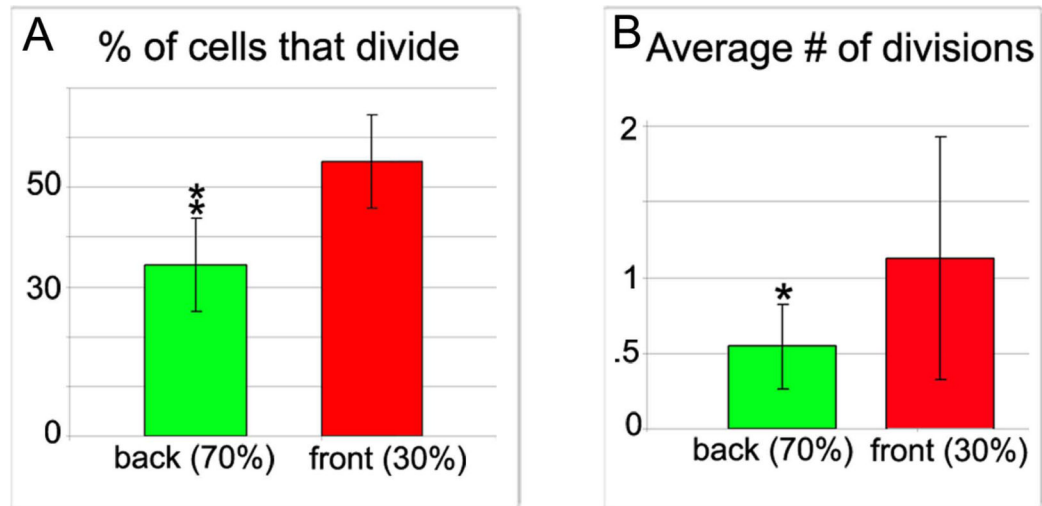 A
% of cells that divide
50
30
0
**
back (70%)
front (30%)
B
Average # of divisions
2
1
.5
0
*
back (70%)
front (30%)